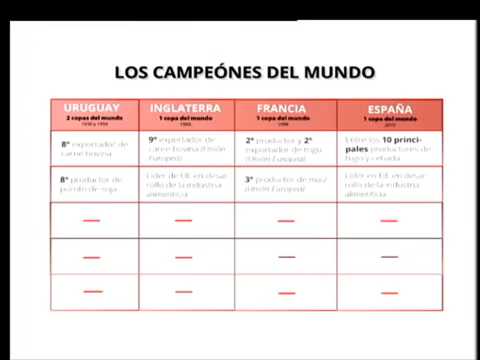 LOS CAMPEÓNES DEL MUNDO
URUGUAY
2 copas del mundo
1930 y 1950
INGLATERRA
1 copa del mundo
1966
FRANCIA
1 copa del mundo
1998
ESPAÑA
1 copa del mundo
2010
8° exportador de
carne bovina
9° exportador de
carne bovina (Unión
Europea)
2° productor y 2°
exportador de trigo
(Unión Europea)
Entre los 10 princi-
pales productores de
trigo y cebada
8° productor de
poroto de soja
Líder de UE en desar
rollo de la industria
alimenticia
3° productor de maíz
(Unión Europea)
Líder en UE en desar
rollo de la industria
alimenticia